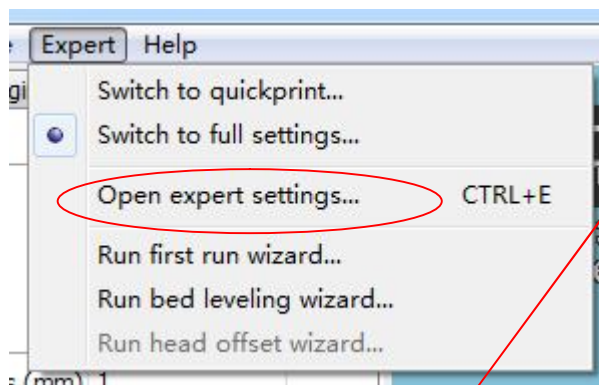 Expert Help
gi
Switch to quickprint...
Switch to full settings...
Open expert settings... CTRL+E
Run first run wizard...
Run bed leveling wizard...
Run head offset wizard...
s (mm) 1